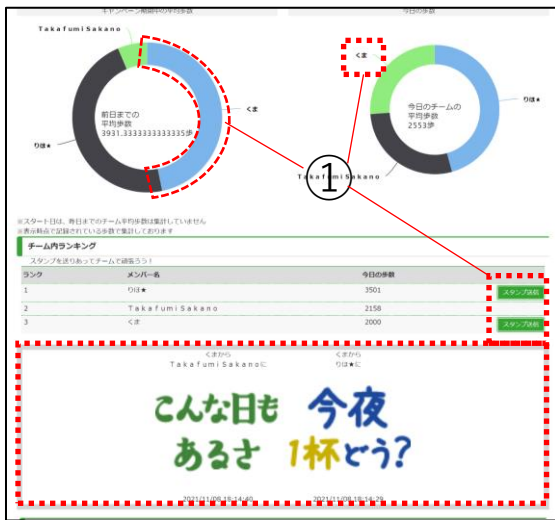 キャンペーン期間中の平均歩数
今日の歩数
TakafumiSakano
くま
りほ★
前日までの
平均歩数
3931.3333333333335歩
くま
りほ★
TakafumiSakano
今日のチームの
平均歩数
2553歩
1
※スタート日は、昨日までのチーム平均歩数は集計していません
※表示時点で記録されている歩数で集計しております
チーム内ランキング
スタンプを送りあってチームで頑張ろう!
ランク メンバー名 今日の歩数
1 りほ★ 3501 スタンプ送信
2 TakafumiSakano 2158
3 くま 2000 スタンプ送信
くまから くまから
TakafumiSakanoに りほ★に
こんな日も 今夜
あるさ 1杯どう?
2021/11/08 18:14:40 2021/11/08 18:14:29